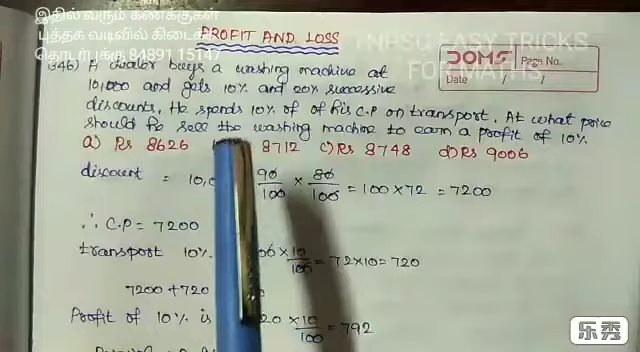 இதில் வரும் கணக்குகள்
புத்தக வடிவில் கிடைக்
தொடர்புக்கு 84891 15147
PROFIT AND LOSS
TNPSC EASY TRICKS
FOR MATHS
DOMS
Page No.
Date / /
346) A dealer buys a washing machine at
10,000 and gets 10% and 20% successive
discounts. He spends 10% of of his C.P on transport. At what price
should he sell the washing machine to earn a profit of 10%
a) Rs 8626 8712 c) Rs 8748 d) Rs 9006
discount = 10,0 90/100 × 80/100 = 100 × 72 = 7200
∴ C.P = 7200
transport 10% 00 × 10/100 = 72×10 = 720
7200 + 720
Profit of 10% is 20 × 10/100 = 792
乐秀